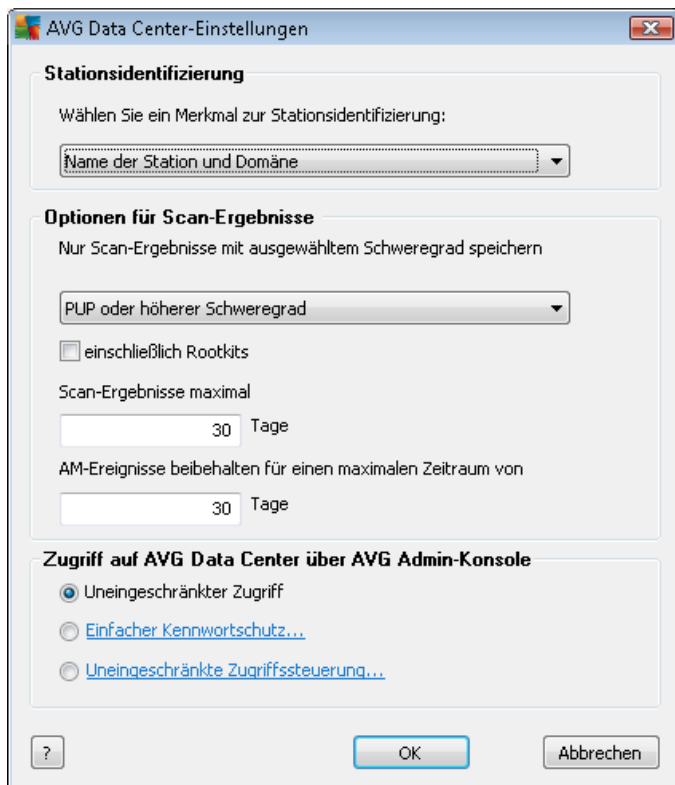 AVG Data Center-Einstellungen
Stationsidentifizierung
Wählen Sie ein Merkmal zur Stationsidentifizierung:
Name der Station und Domäne
Optionen für Scan-Ergebnisse
Nur Scan-Ergebnisse mit ausgewähltem Schweregrad speichern
PUP oder höherer Schweregrad
einschließlich Rootkits
Scan-Ergebnisse maximal
30 Tage
AM-Ereignisse beibehalten für einen maximalen Zeitraum von
30 Tage
Zugriff auf AVG Data Center über AVG Admin-Konsole
Uneingeschränkter Zugriff
Einfacher Kennwortschutz...
Uneingeschränkte Zugriffssteuerung...
? OK Abbrechen